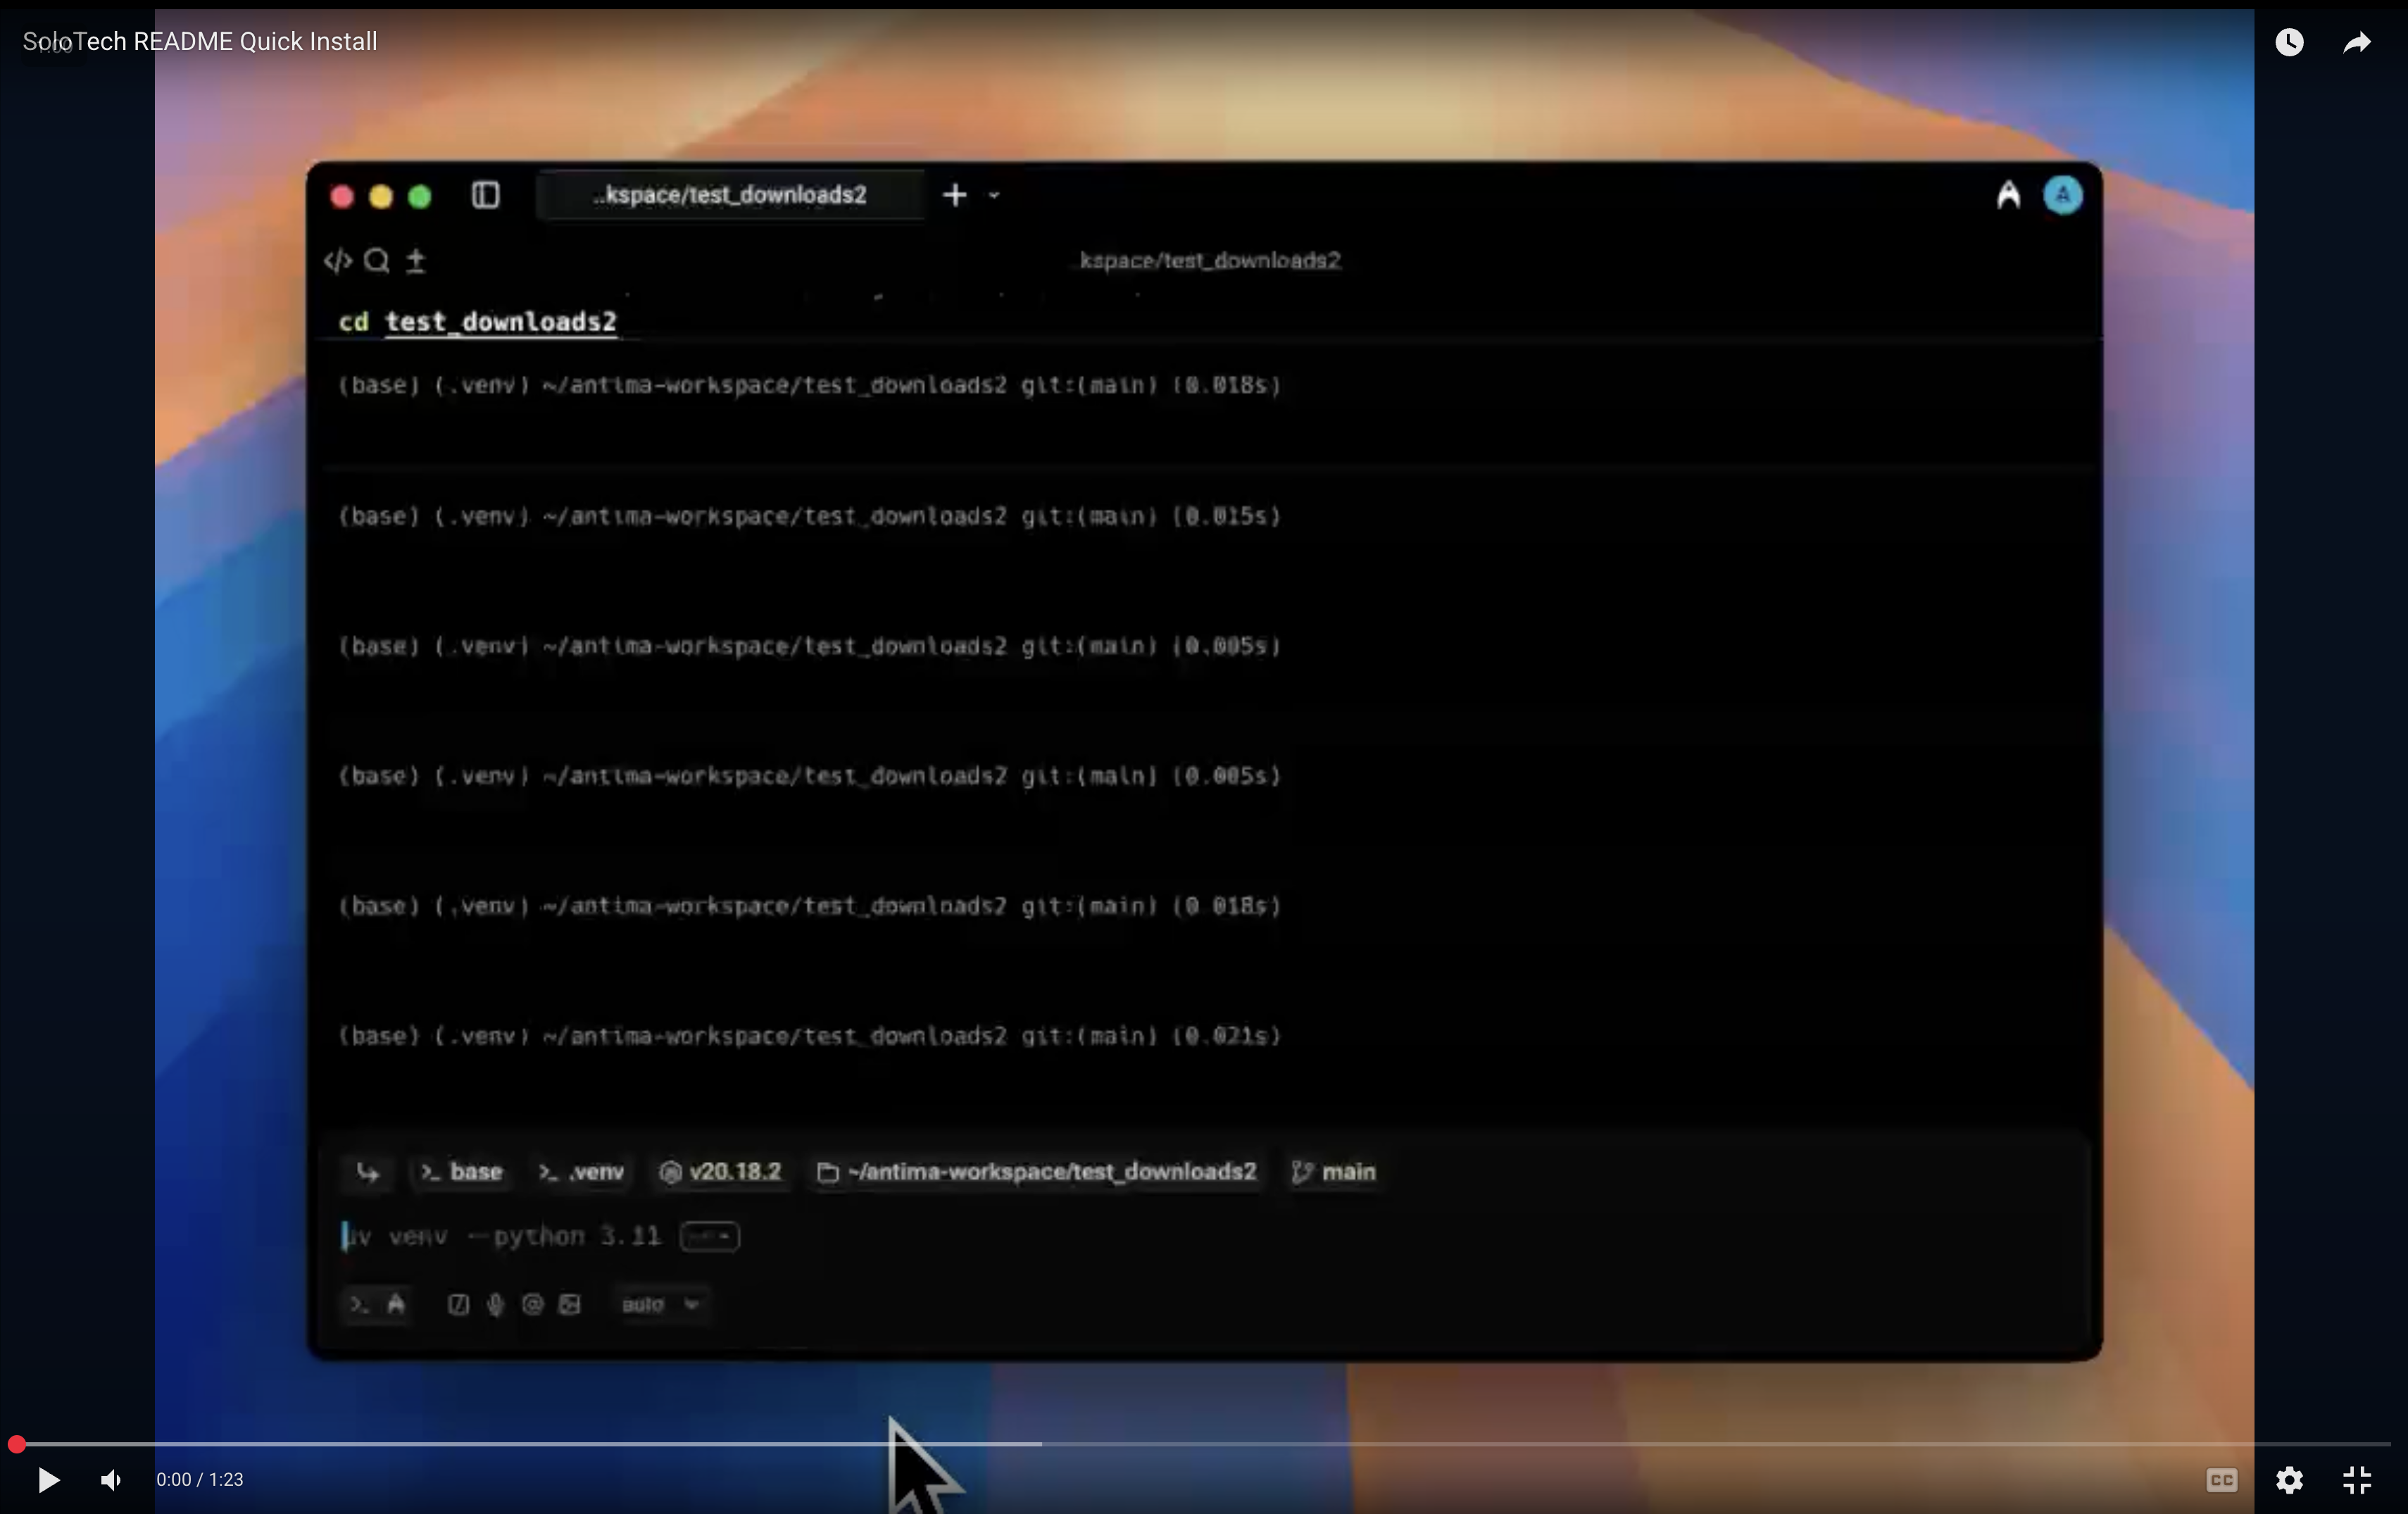 SoloTech README Quick Install
1:00
..kspace/test_downloads2
A
kspace/test_downloads2
cd test_downloads2
(base) (.venv) ~/antima-workspace/test_downloads2 git:(main) (0.018s)
(base) (.venv) ~/antima-workspace/test_downloads2 git:(main) (0.015s)
(base) (.venv) ~/antima-workspace/test_downloads2 git:(main) (0.005s)
(base) (.venv) ~/antima-workspace/test_downloads2 git:(main) (0.005s)
(base) (.venv) ~/antima-workspace/test_downloads2 git:(main) (0.018s)
(base) (.venv) ~/antima-workspace/test_downloads2 git:(main) (0.021s)
>_ base >_ .venv v20.18.2 ~/antima-workspace/test_downloads2 main
uv venv --python 3.11
auto
0:00 / 1:23
CC